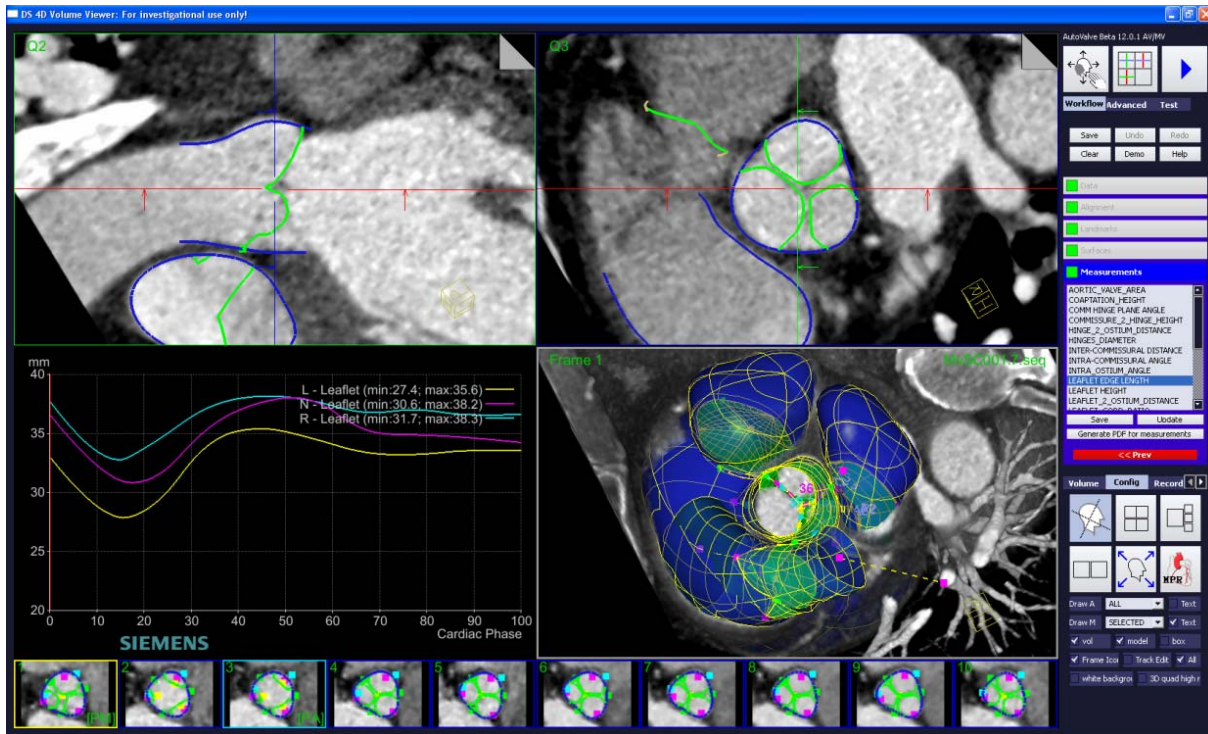 DS 4D Volume Viewer: For investigational use only!
Q2
Q3
AutoValve Beta 12.0.1 AV/MV
Workflow Advanced Test
Save Undo Redo
Clear Demo Help
Data
Alignment
Landmarks
Surfaces
Measurements
AORTIC_VALVE_AREA
COAPTATION_HEIGHT
COMM HINGE PLANE ANGLE
COMMISSURE_2_HINGE_HEIGHT
HINGE_2_OSTIUM_DISTANCE
HINGES_DIAMETER
INTER-COMMISSURAL DISTANCE
INTRA-COMMISSURAL ANGLE
INTRA_OSTIUM_ANGLE
LEAFLET EDGE LENGTH
LEAFLET HEIGHT
LEAFLET_2_OSTIUM_DISTANCE
Save Update
Generate PDF for measurements
<< Prev
Volume Config Record
MPR
Draw A ALL Text
Draw M SELECTED Text
vol model box
Frame Icon Track Edit All
white backgrou 3D quad high r
mm
40
35
30
25
20
L - Leaflet (min:27.4; max:35.6)
N - Leaflet (min:30.6; max:38.2)
R - Leaflet (min:31.7; max:38.3)
0 10 20 30 40 50 60 70 80 90 100
Cardiac Phase
SIEMENS
Frame 1
36
1 2 3 4 5 6 7 8 9 10
[PM] [PA]